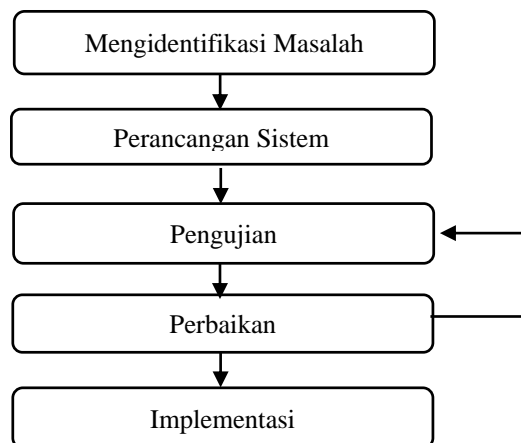 Mengidentifikasi Masalah
Perancangan Sistem
Pengujian
Perbaikan
Implementasi